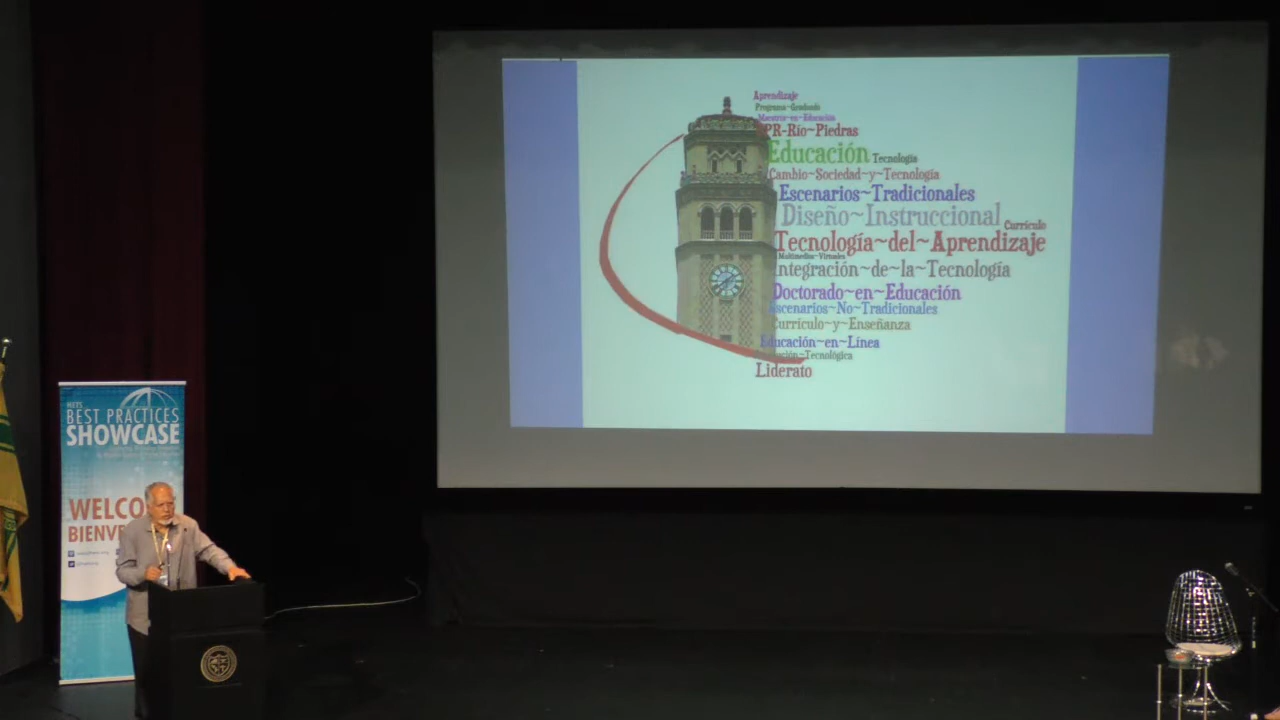 Aprendizaje
Programa~Graduado
Maestría~en~Educación
UPR~Río~Piedras
Educación
Tecnología
Cambio~Sociedad~y~Tecnología
Escenarios~Tradicionales
Diseño~Instruccional
Currículo
Tecnología~del~Aprendizaje
Multimedios~Virtuales
Integración~de~la~Tecnología
Doctorado~en~Educación
Escenarios~No~Tradicionales
Currículo~y~Enseñanza
Educación~en~Línea
Tecnológica
Liderato
HETS
BEST PRACTICES
SHOWCASE
WELCO
BIENVE